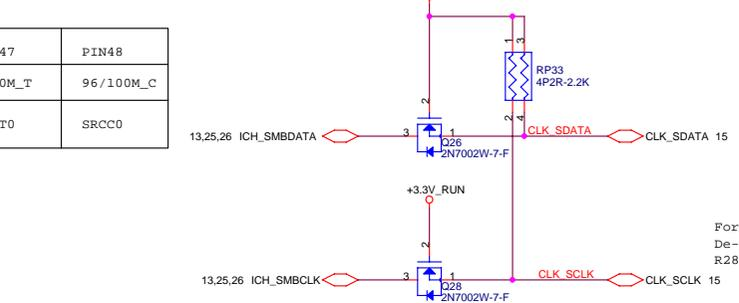 47 PIN48
0M_T 96/100M_C
T0 SRCC0
1 3
RP33
4P2R-2.2K
2 4
2
13,25,26 ICH_SMBDATA 3 1 CLK_SDATA CLK_SDATA 15
Q26
2N7002W-7-F
+3.3V_RUN
2
For
De-
R28
13,25,26 ICH_SMBCLK 3 1 CLK_SCLK CLK_SCLK 15
Q28
2N7002W-7-F